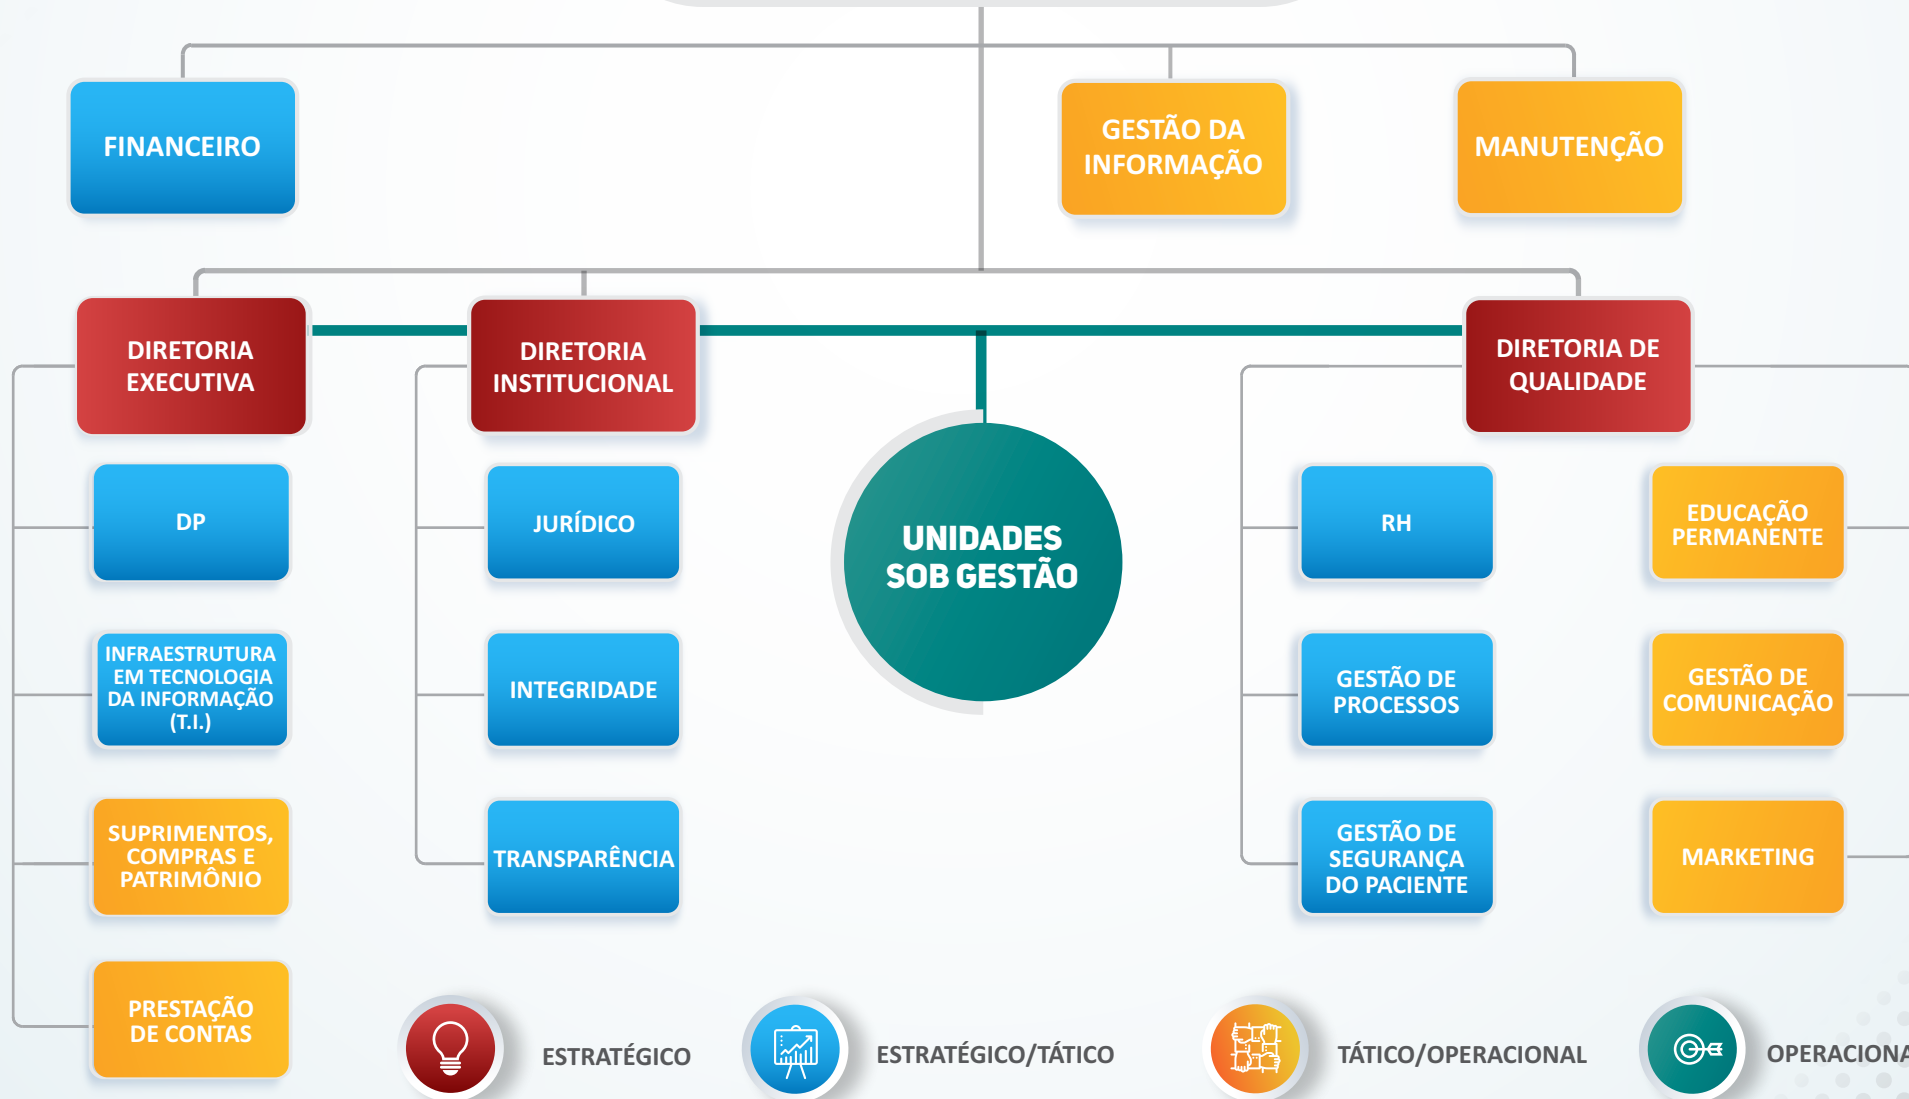 FINANCEIRO
GESTÃO DA
INFORMAÇÃO
MANUTENÇÃO
DIRETORIA
EXECUTIVA
DIRETORIA
INSTITUCIONAL
DIRETORIA DE
QUALIDADE
DP
JURÍDICO
UNIDADES
SOB GESTÃO
RH
EDUCAÇÃO
PERMANENTE
INFRAESTRUTURA
EM TECNOLOGIA
DA INFORMAÇÃO
(T.I.)
INTEGRIDADE
GESTÃO DE
PROCESSOS
GESTÃO DE
COMUNICAÇÃO
SUPRIMENTOS,
COMPRAS E
PATRIMÔNIO
TRANSPARÊNCIA
GESTÃO DE
SEGURANÇA
DO PACIENTE
MARKETING
PRESTAÇÃO
DE CONTAS
ESTRATÉGICO
ESTRATÉGICO/TÁTICO
TÁTICO/OPERACIONAL
OPERACIONA